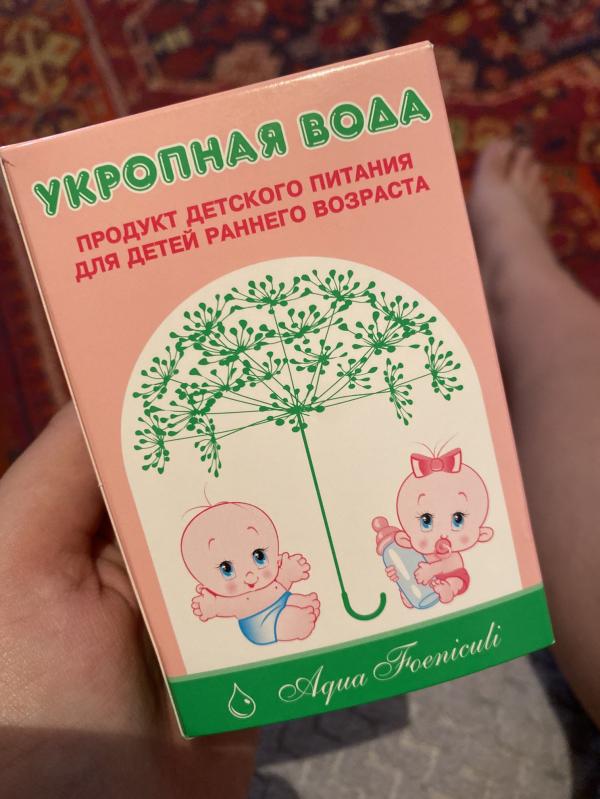 УКРОПНАЯ ВОДА
ПРОДУКТ ДЕТСКОГО ПИТАНИЯ
ДЛЯ ДЕТЕЙ РАННЕГО ВОЗРАСТА
Aqua Foeniculi